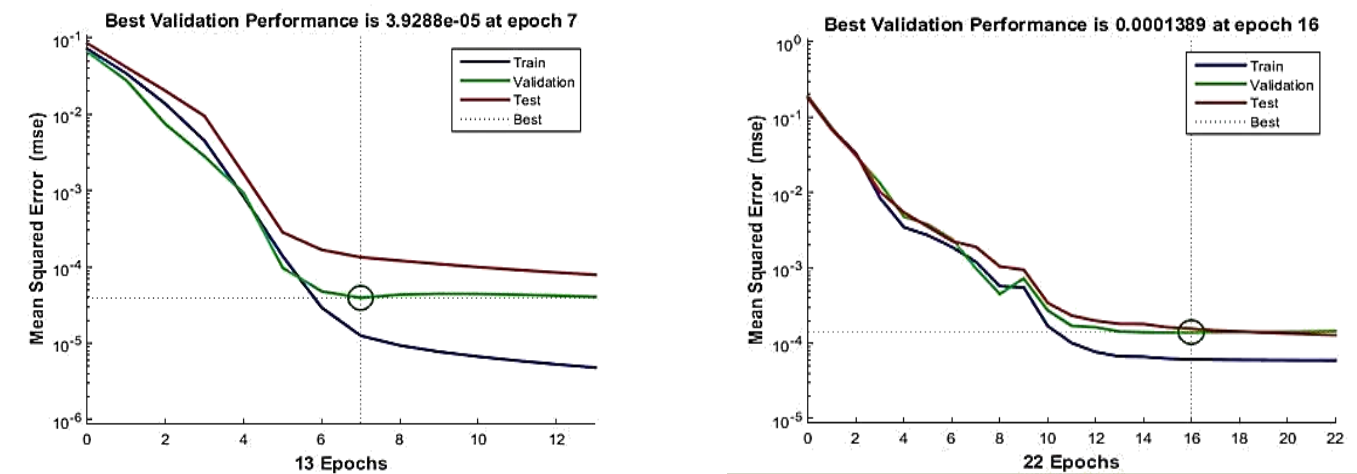 Best Validation Performance is 3.9288e-05 at epoch 7
10-1
10-2
10-3
10-4
10-5
10-6
Mean Squared Error (mse)
Train
Validation
Test
Best
0 2 4 6 8 10 12
13 Epochs
Best Validation Performance is 0.0001389 at epoch 16
100
10-1
10-2
10-3
10-4
10-5
Mean Squared Error (mse)
Train
Validation
Test
Best
0 2 4 6 8 10 12 14 16 18 20 22
22 Epochs